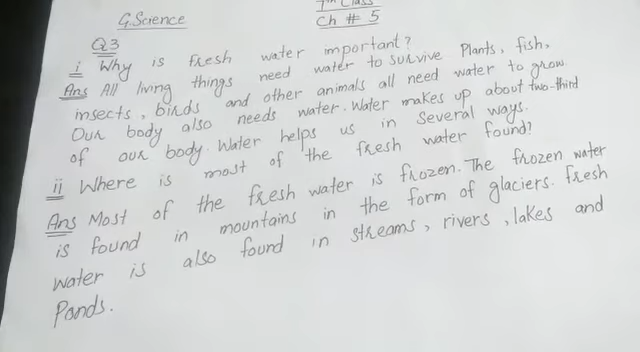 7th Class
G.Science
Ch # 5
Q3
i Why is fresh water important?
Ans All living things need water to survive Plants, fish,
insects, birds and other animals all need water to grow.
Our body also needs water. Water makes up about two-third
of our body. Water helps us in several ways.
ii Where is most of the fresh water found?
Ans Most of the fresh water is frozen. The frozen water
is found in mountains in the form of glaciers. Fresh
water is also found in streams, rivers, lakes and
Ponds.